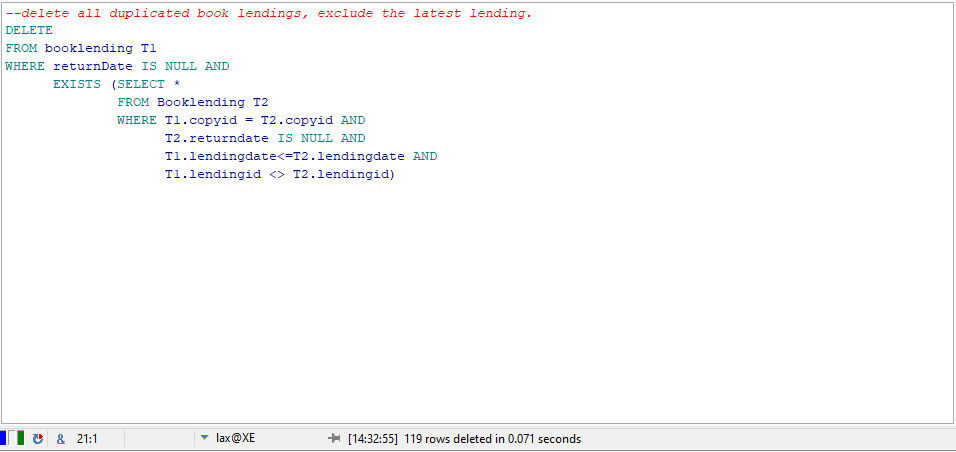 --delete all duplicated book lendings, exclude the latest lending.
DELETE
FROM booklending T1
WHERE returnDate IS NULL AND
EXISTS (SELECT *
FROM Booklending T2
WHERE T1.copyid = T2.copyid AND
T2.returndate IS NULL AND
T1.lendingdate<=T2.lendingdate AND
T1.lendingid <> T2.lendingid)
& 21:1 lax@XE [14:32:55] 119 rows deleted in 0.071 seconds